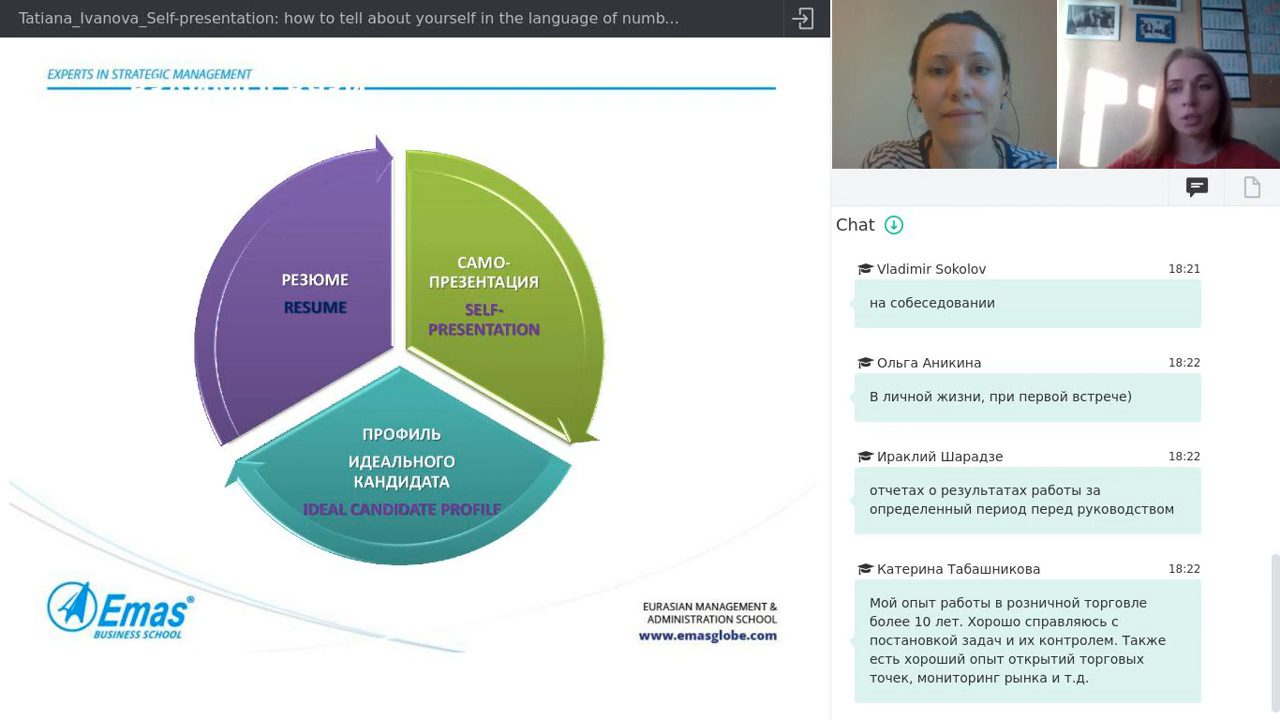 Tatiana_Ivanova_Self-presentation: how to tell about yourself in the language of numb...
EXPERTS IN STRATEGIC MANAGEMENT
РЕЗЮМЕ
RESUME
САМО-
ПРЕЗЕНТАЦИЯ
SELF-
PRESENTATION
ПРОФИЛЬ
ИДЕАЛЬНОГО
КАНДИДАТА
IDEAL CANDIDATE PROFILE
Emas®
BUSINESS SCHOOL
EURASIAN MANAGEMENT &
ADMINISTRATION SCHOOL
www.emasglobe.com
Chat
Vladimir Sokolov 18:21
на собеседовании
Ольга Аникина 18:22
В личной жизни, при первой встрече)
Ираклий Шарадзе 18:22
отчетах о результатах работы за
определенный период перед руководством
Катерина Табашникова 18:22
Мой опыт работы в розничной торговле
более 10 лет. Хорошо справляюсь с
постановкой задач и их контролем. Также
есть хороший опыт открытий торговых
точек, мониторинг рынка и т.д.